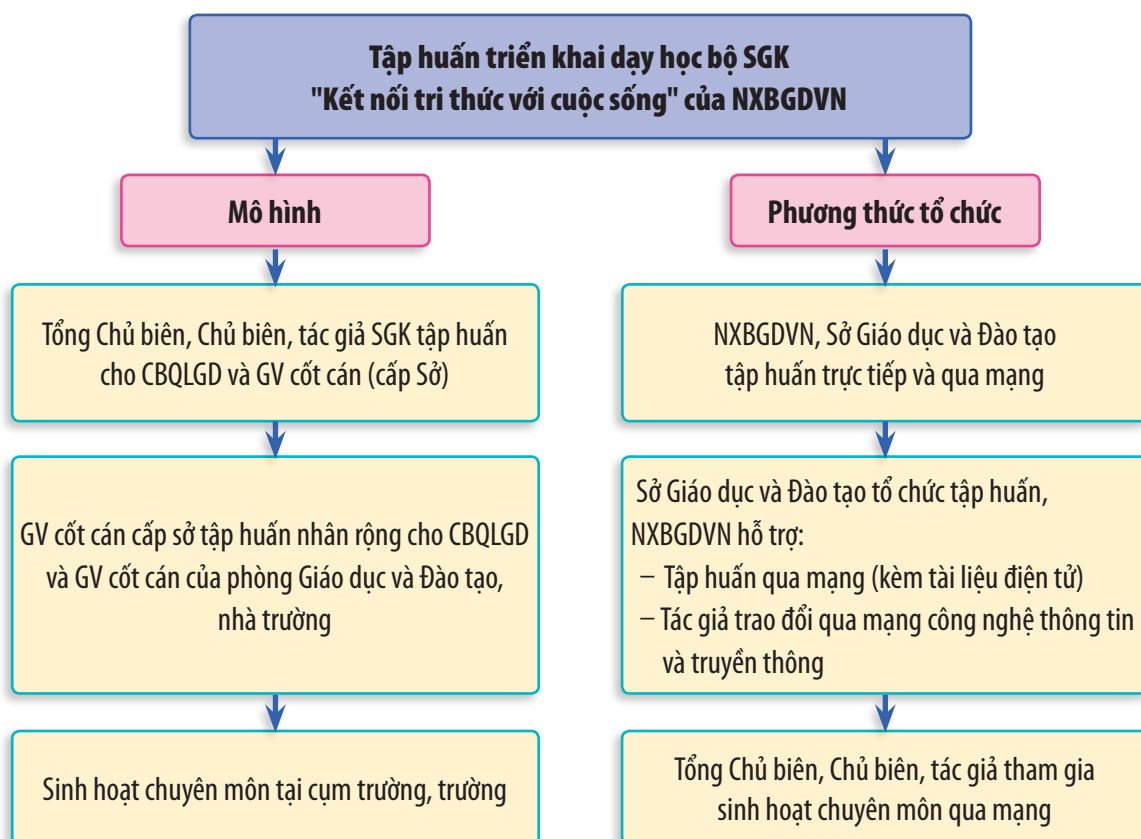 Tập huấn triển khai dạy học bộ SGK
"Kết nối tri thức với cuộc sống" của NXBGDVN
Mô hình
Tổng Chủ biên, Chủ biên, tác giả SGK tập huấn
cho CBQLGD và GV cốt cán (cấp Sở)
GV cốt cán cấp sở tập huấn nhân rộng cho CBQLGD
và GV cốt cán của phòng Giáo dục và Đào tạo,
nhà trường
Sinh hoạt chuyên môn tại cụm trường, trường
Phương thức tổ chức
NXBGDVN, Sở Giáo dục và Đào tạo
tập huấn trực tiếp và qua mạng
Sở Giáo dục và Đào tạo tổ chức tập huấn,
NXBGDVN hỗ trợ:
– Tập huấn qua mạng (kèm tài liệu điện tử)
– Tác giả trao đổi qua mạng công nghệ thông tin
và truyền thông
Tổng Chủ biên, Chủ biên, tác giả tham gia
sinh hoạt chuyên môn qua mạng